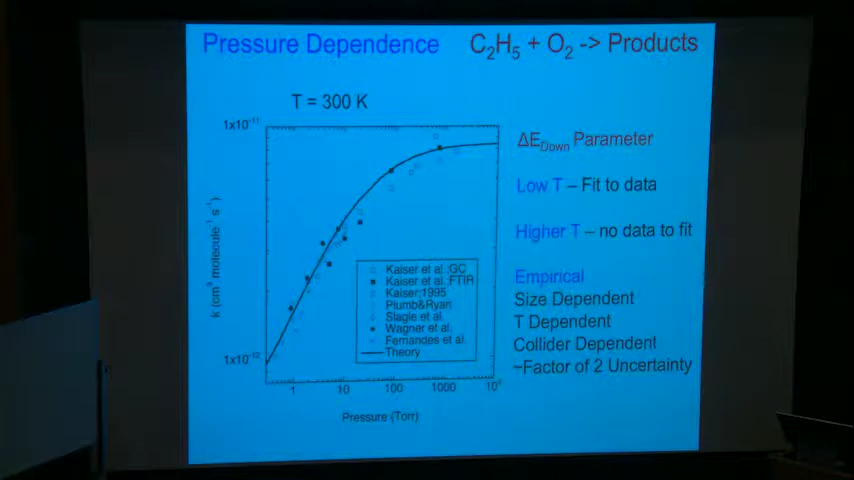 Pressure Dependence C₂H₅ + O₂ -> Products
T = 300 K
1x10⁻¹¹
k (cm³ molecule⁻¹ s⁻¹)
1x10⁻¹²
Kaiser et al.;GC
Kaiser et al.;FTIR
Kaiser;1995
Plumb&Ryan
Slagle et al.
Wagner et al.
Fernandes et al.
Theory
1 10 100 1000 10⁴
Pressure (Torr)
ΔE_Down Parameter
Low T – Fit to data
Higher T – no data to fit
Empirical
Size Dependent
T Dependent
Collider Dependent
~Factor of 2 Uncertainty